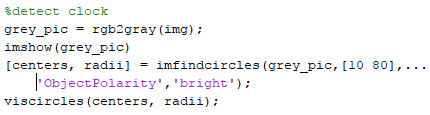 %detect clock
grey_pic = rgb2gray(img);
imshow(grey_pic)
[centers, radii] = imfindcircles(grey_pic,[10 80],...
'ObjectPolarity','bright');
viscircles(centers, radii);